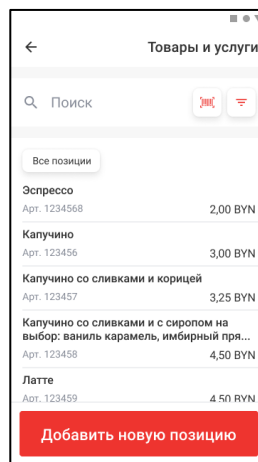 Товары и услуги
Поиск
Все позиции
Эспрессо
Арт. 1234568
2,00 BYN
Капучино
Арт. 123456
3,00 BYN
Капучино со сливками и корицей
Арт. 123457
3,25 BYN
Капучино со сливками и с сиропом на
выбор: ваниль карамель, имбирный пря...
Арт. 123458
4,50 BYN
Латте
Арт. 123459
4,50 BYN
Добавить новую позицию